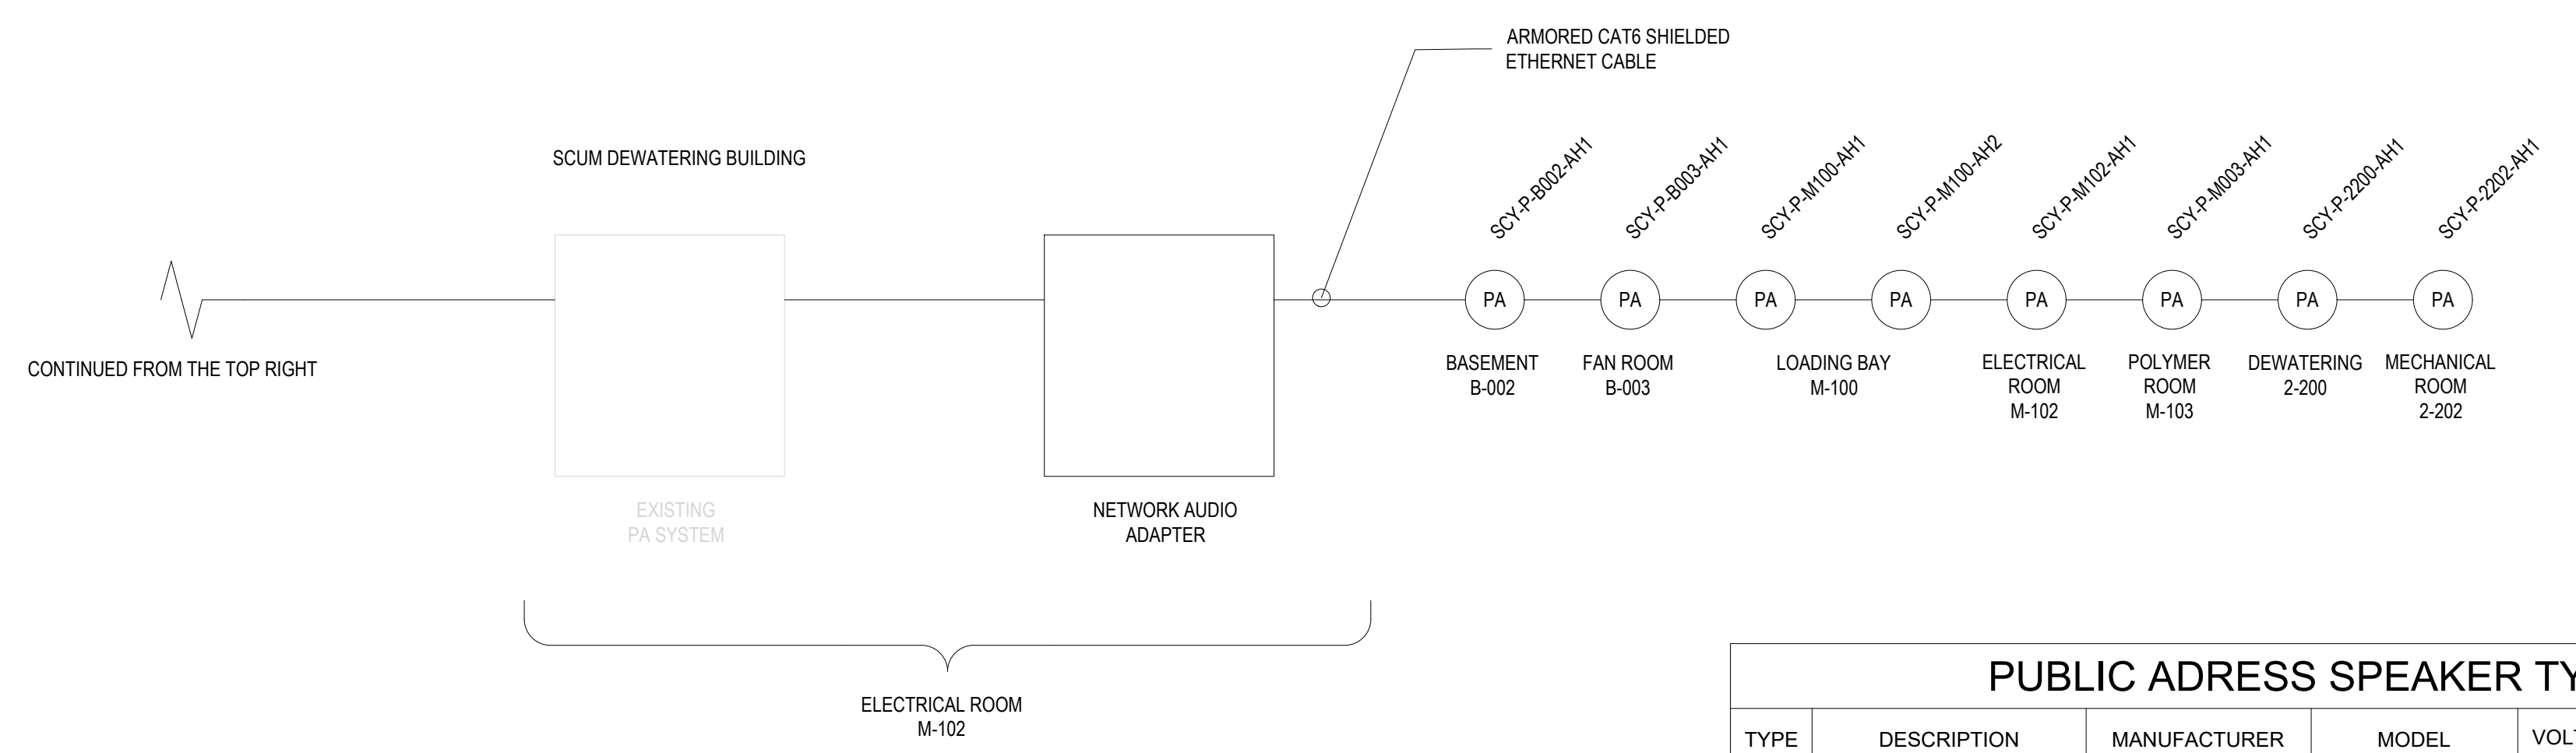 ARMORED CAT6 SHIELDED
ETHERNET CABLE
SCUM DEWATERING BUILDING
SCY-P-B002-AH1
SCY-P-B003-AH1
SCY-P-M100-AH1
SCY-P-M100-AH2
SCY-P-M102-AH1
SCY-P-M003-AH1
SCY-P-2200-AH1
SCY-P-2202-AH1
PA PA PA PA PA PA PA PA
CONTINUED FROM THE TOP RIGHT
BASEMENT
B-002
FAN ROOM
B-003
LOADING BAY
M-100
ELECTRICAL
ROOM
M-102
POLYMER
ROOM
M-103
DEWATERING
2-200
MECHANICAL
ROOM
2-202
EXISTING
PA SYSTEM
NETWORK AUDIO
ADAPTER
ELECTRICAL ROOM
M-102
PUBLIC ADRESS SPEAKER TY
TYPE DESCRIPTION MANUFACTURER MODEL VOL